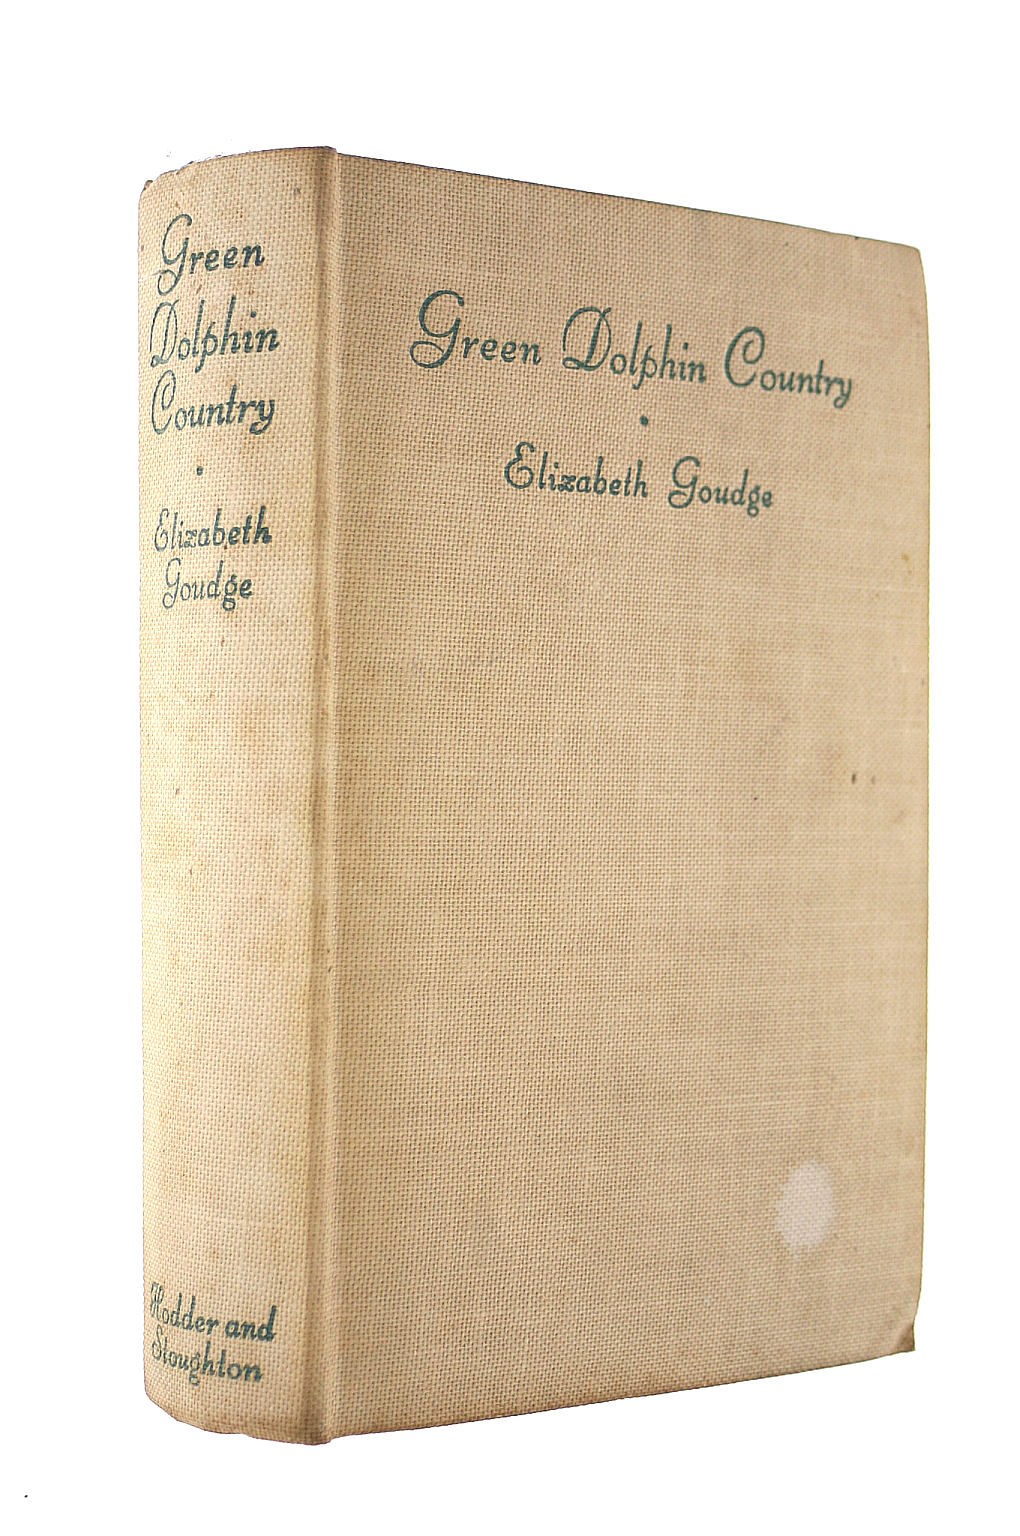 Green
Dolphin
Country
•
Elizabeth
Goudge
Hodder and
Stoughton
Green Dolphin Country
•
Elizabeth Goudge